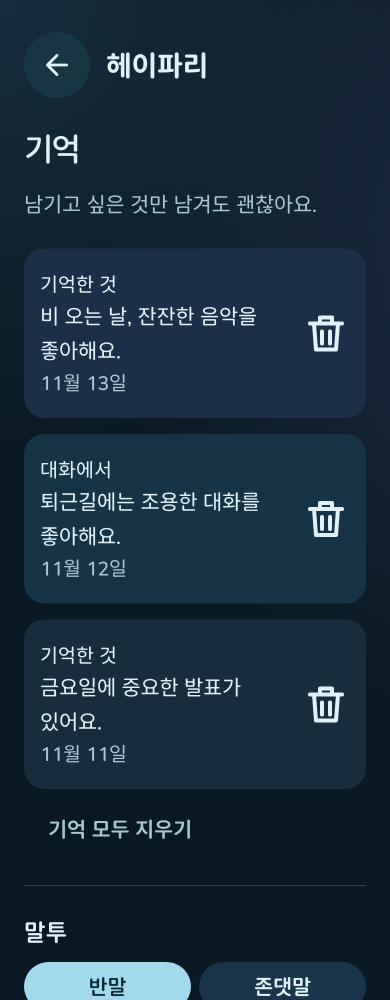 헤이파리
기억
남기고 싶은 것만 남겨도 괜찮아요.
기억한 것
비 오는 날, 잔잔한 음악을
좋아해요.
11월 13일
대화에서
퇴근길에는 조용한 대화를
좋아해요.
11월 12일
기억한 것
금요일에 중요한 발표가
있어요.
11월 11일
기억 모두 지우기
말투
반말
존댓말